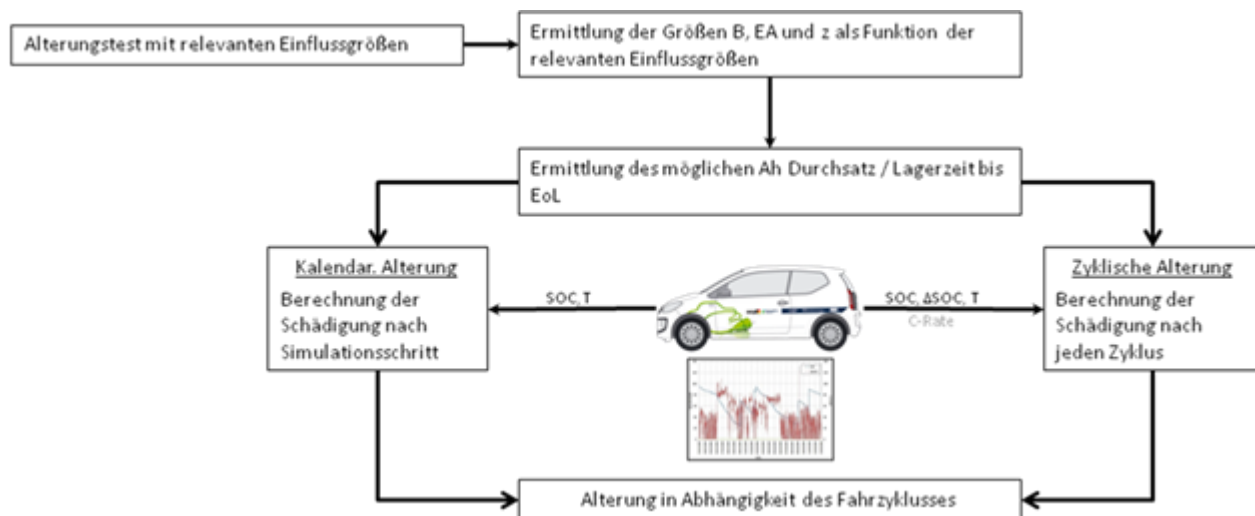 Alterungstest mit relevanten Einflussgrößen
Ermittlung der Größen B, EA und z als Funktion der
relevanten Einflussgrößen
Ermittlung des möglichen Ah Durchsatz / Lagerzeit bis
EoL
Kalendar. Alterung
Berechnung der
Schädigung nach
Simulationsschritt
SOC, T
SOC, ΔSOC, T
C-Rate
Zyklische Alterung
Berechnung der
Schädigung nach
jeden Zyklus
Alterung in Abhängigkeit des Fahrzyklusses